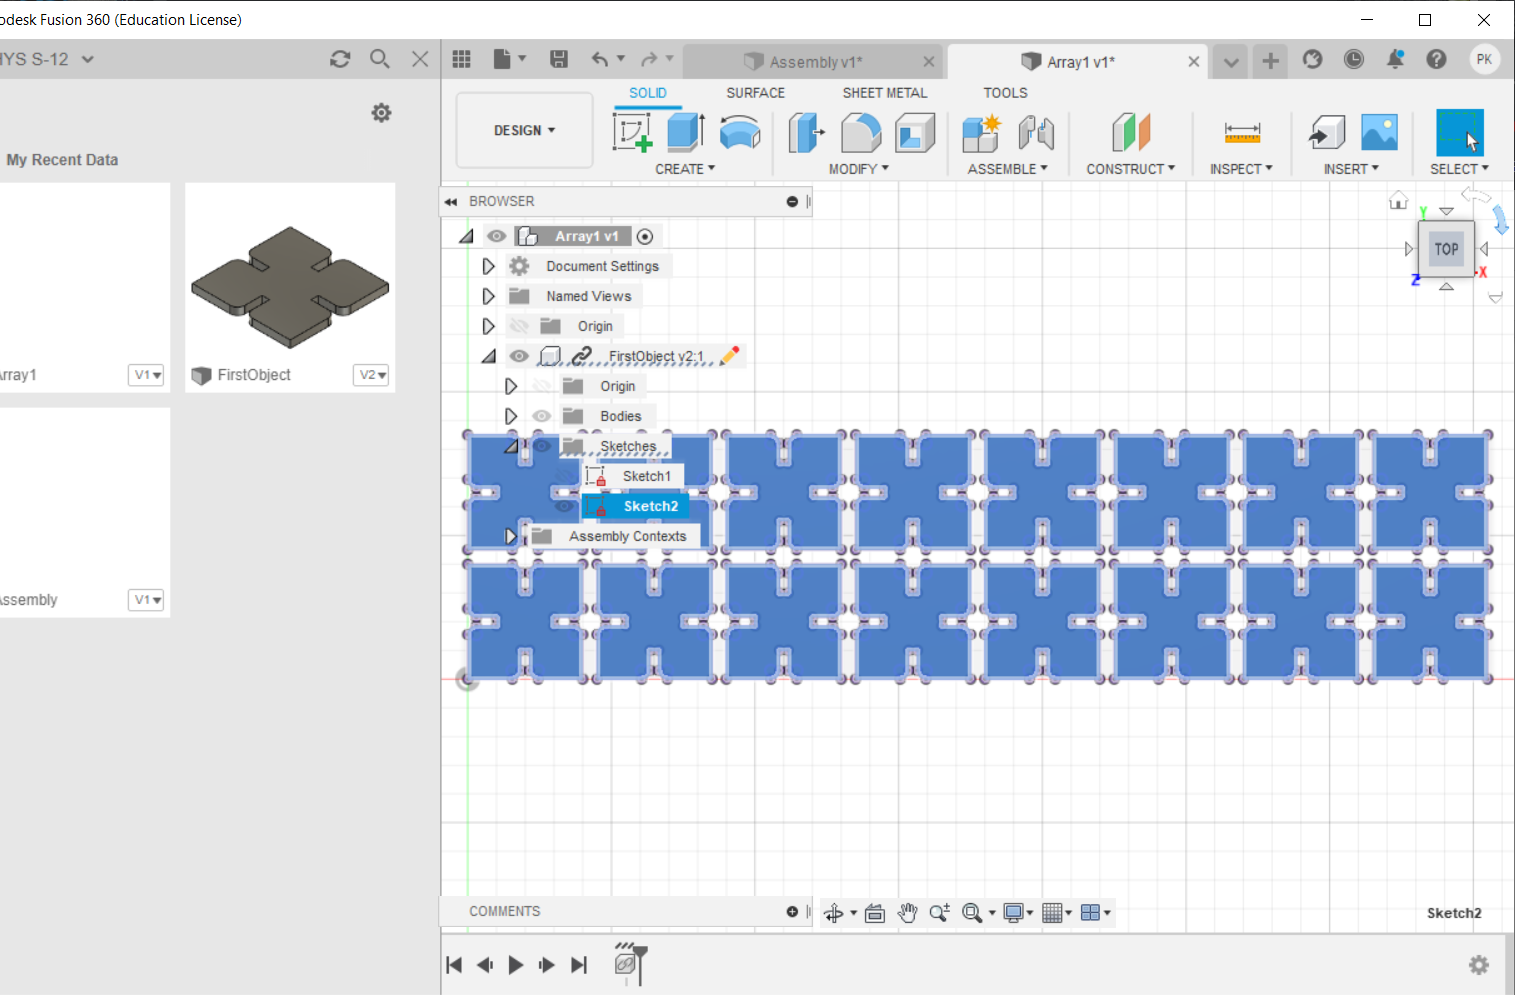 odesk Fusion 360 (Education License)
HYS S-12
Assembly v1*
Array1 v1*
PK
SOLID
SURFACE
SHEET METAL
TOOLS
DESIGN
CREATE
MODIFY
ASSEMBLE
CONSTRUCT
INSPECT
INSERT
SELECT
My Recent Data
rray1
V1
FirstObject
V2
ssembly
V1
BROWSER
Array1 v1
Document Settings
Named Views
Origin
FirstObject v2:1
Origin
Bodies
Sketches
Sketch1
Sketch2
Assembly Contexts
Y
TOP
X
Z
COMMENTS
Sketch2